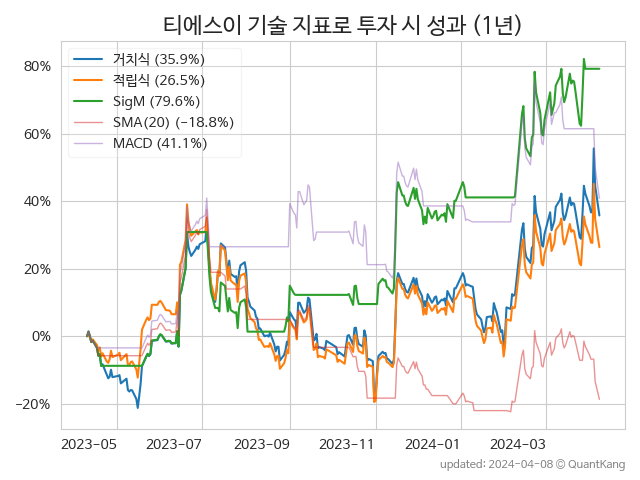 티에스이 기술 지표로 투자 시 성과 (1년)
거치식 (35.9%)
적립식 (26.5%)
SigM (79.6%)
SMA(20) (−18.8%)
MACD (41.1%)
80%
60%
40%
20%
0%
−20%
2023-05 2023-07 2023-09 2023-11 2024-01 2024-03
updated: 2024-04-08 © QuantKang